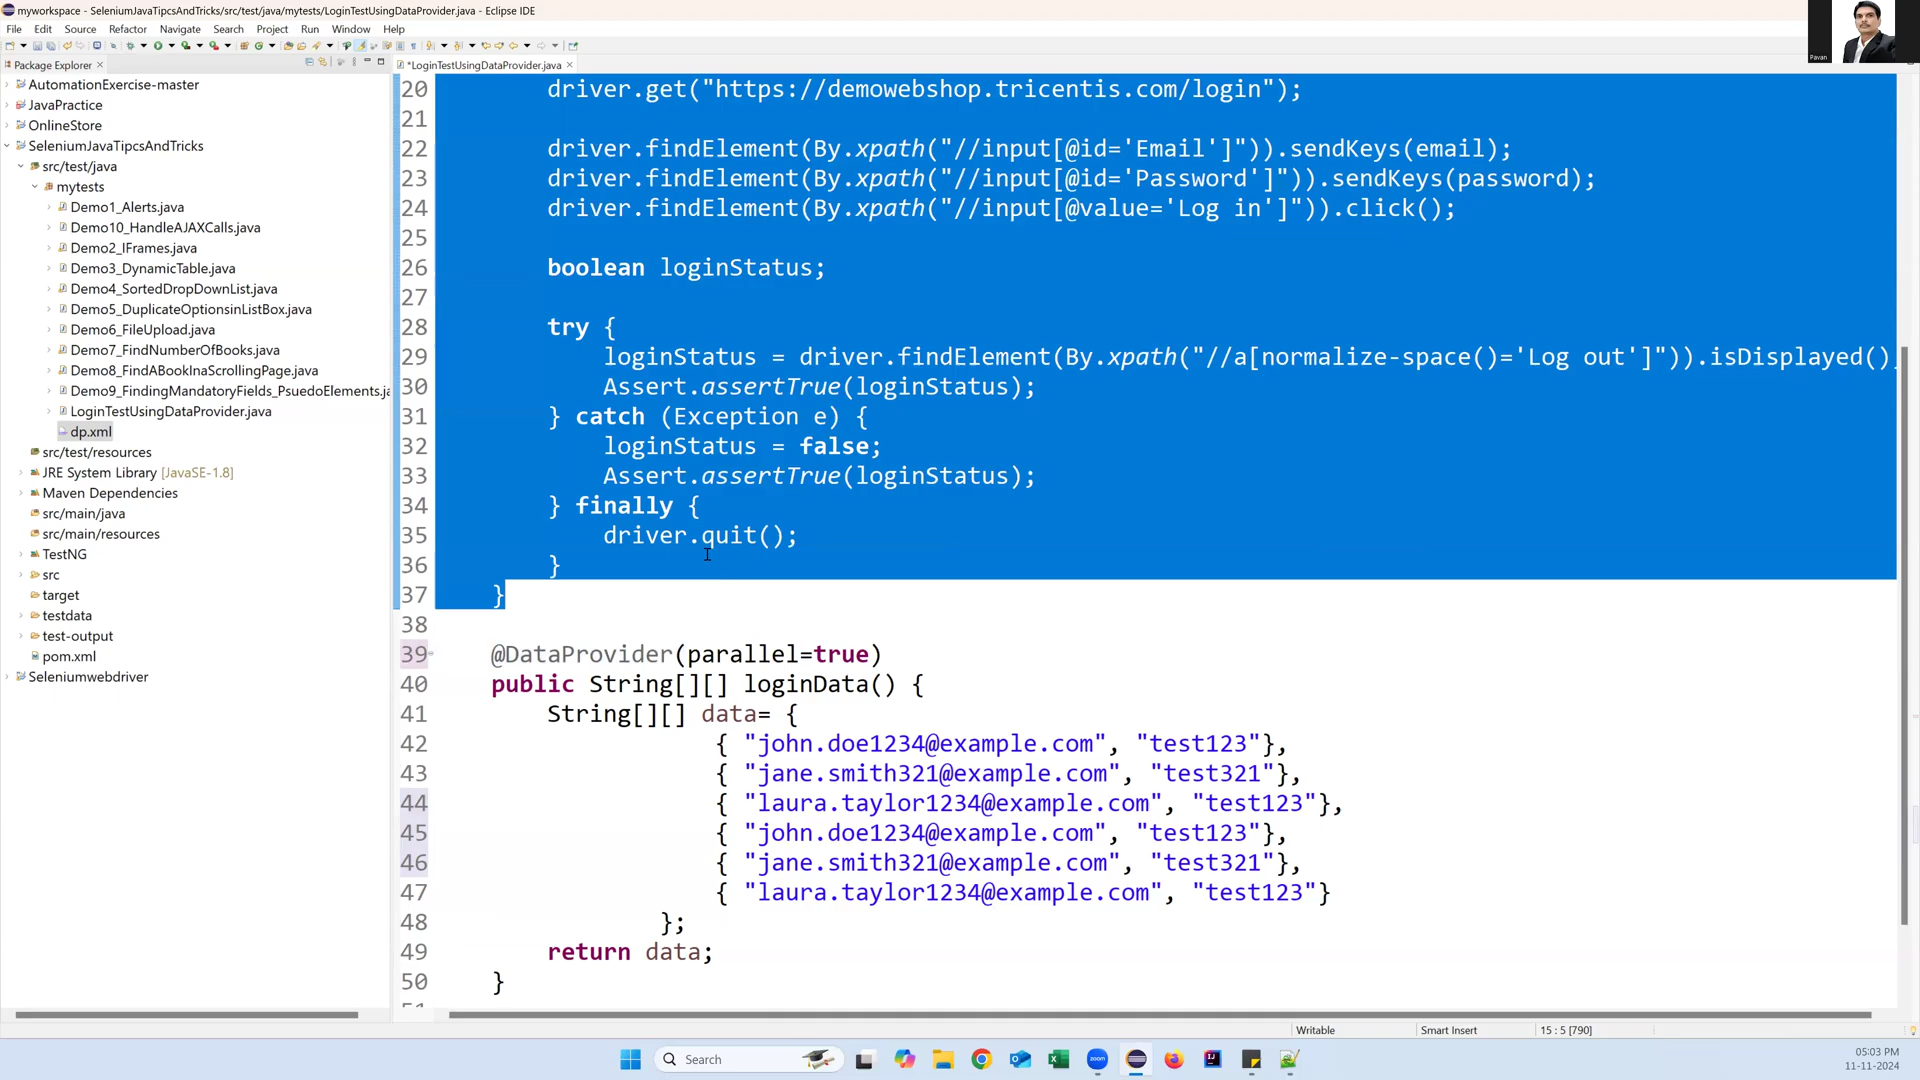 myworkspace - SeleniumJavaTipcsAndTricks/src/test/java/mytests/LoginTestUsingDataProvider.java - Eclipse IDE
File Edit Source Refactor Navigate Search Project Run Window Help
Package Explorer
*LoginTestUsingDataProvider.java
AutomationExercise-master
JavaPractice
OnlineStore
SeleniumJavaTipcsAndTricks
src/test/java
mytests
Demo1_Alerts.java
Demo10_HandleAJAXCalls.java
Demo2_IFrames.java
Demo3_DynamicTable.java
Demo4_SortedDropDownList.java
Demo5_DuplicateOptionsinListBox.java
Demo6_FileUpload.java
Demo7_FindNumberOfBooks.java
Demo8_FindABookInaScrollingPage.java
Demo9_FindingMandatoryFields_PsuedoElements.ja
LoginTestUsingDataProvider.java
dp.xml
src/test/resources
JRE System Library [JavaSE-1.8]
Maven Dependencies
src/main/java
src/main/resources
TestNG
src
target
testdata
test-output
pom.xml
Seleniumwebdriver
20 driver.get("https://demowebshop.tricentis.com/login");
21
22 driver.findElement(By.xpath("//input[@id='Email']")).sendKeys(email);
23 driver.findElement(By.xpath("//input[@id='Password']")).sendKeys(password);
24 driver.findElement(By.xpath("//input[@value='Log in']")).click();
25
26 boolean loginStatus;
27
28 try {
29 loginStatus = driver.findElement(By.xpath("//a[normalize-space()='Log out']")).isDisplayed()
30 Assert.assertTrue(loginStatus);
31 } catch (Exception e) {
32 loginStatus = false;
33 Assert.assertTrue(loginStatus);
34 } finally {
35 driver.quit();
36 }
37 }
38
39 @DataProvider(parallel=true)
40 public String[][] loginData() {
41 String[][] data= {
42 { "john.doe1234@example.com", "test123"},
43 { "jane.smith321@example.com", "test321"},
44 { "laura.taylor1234@example.com", "test123"},
45 { "john.doe1234@example.com", "test123"},
46 { "jane.smith321@example.com", "test321"},
47 { "laura.taylor1234@example.com", "test123"}
48 };
49 return data;
50 }
Writable Smart Insert 15 : 5 [790]
Search
zoom
05:03 PM
11-11-2024
Pavan